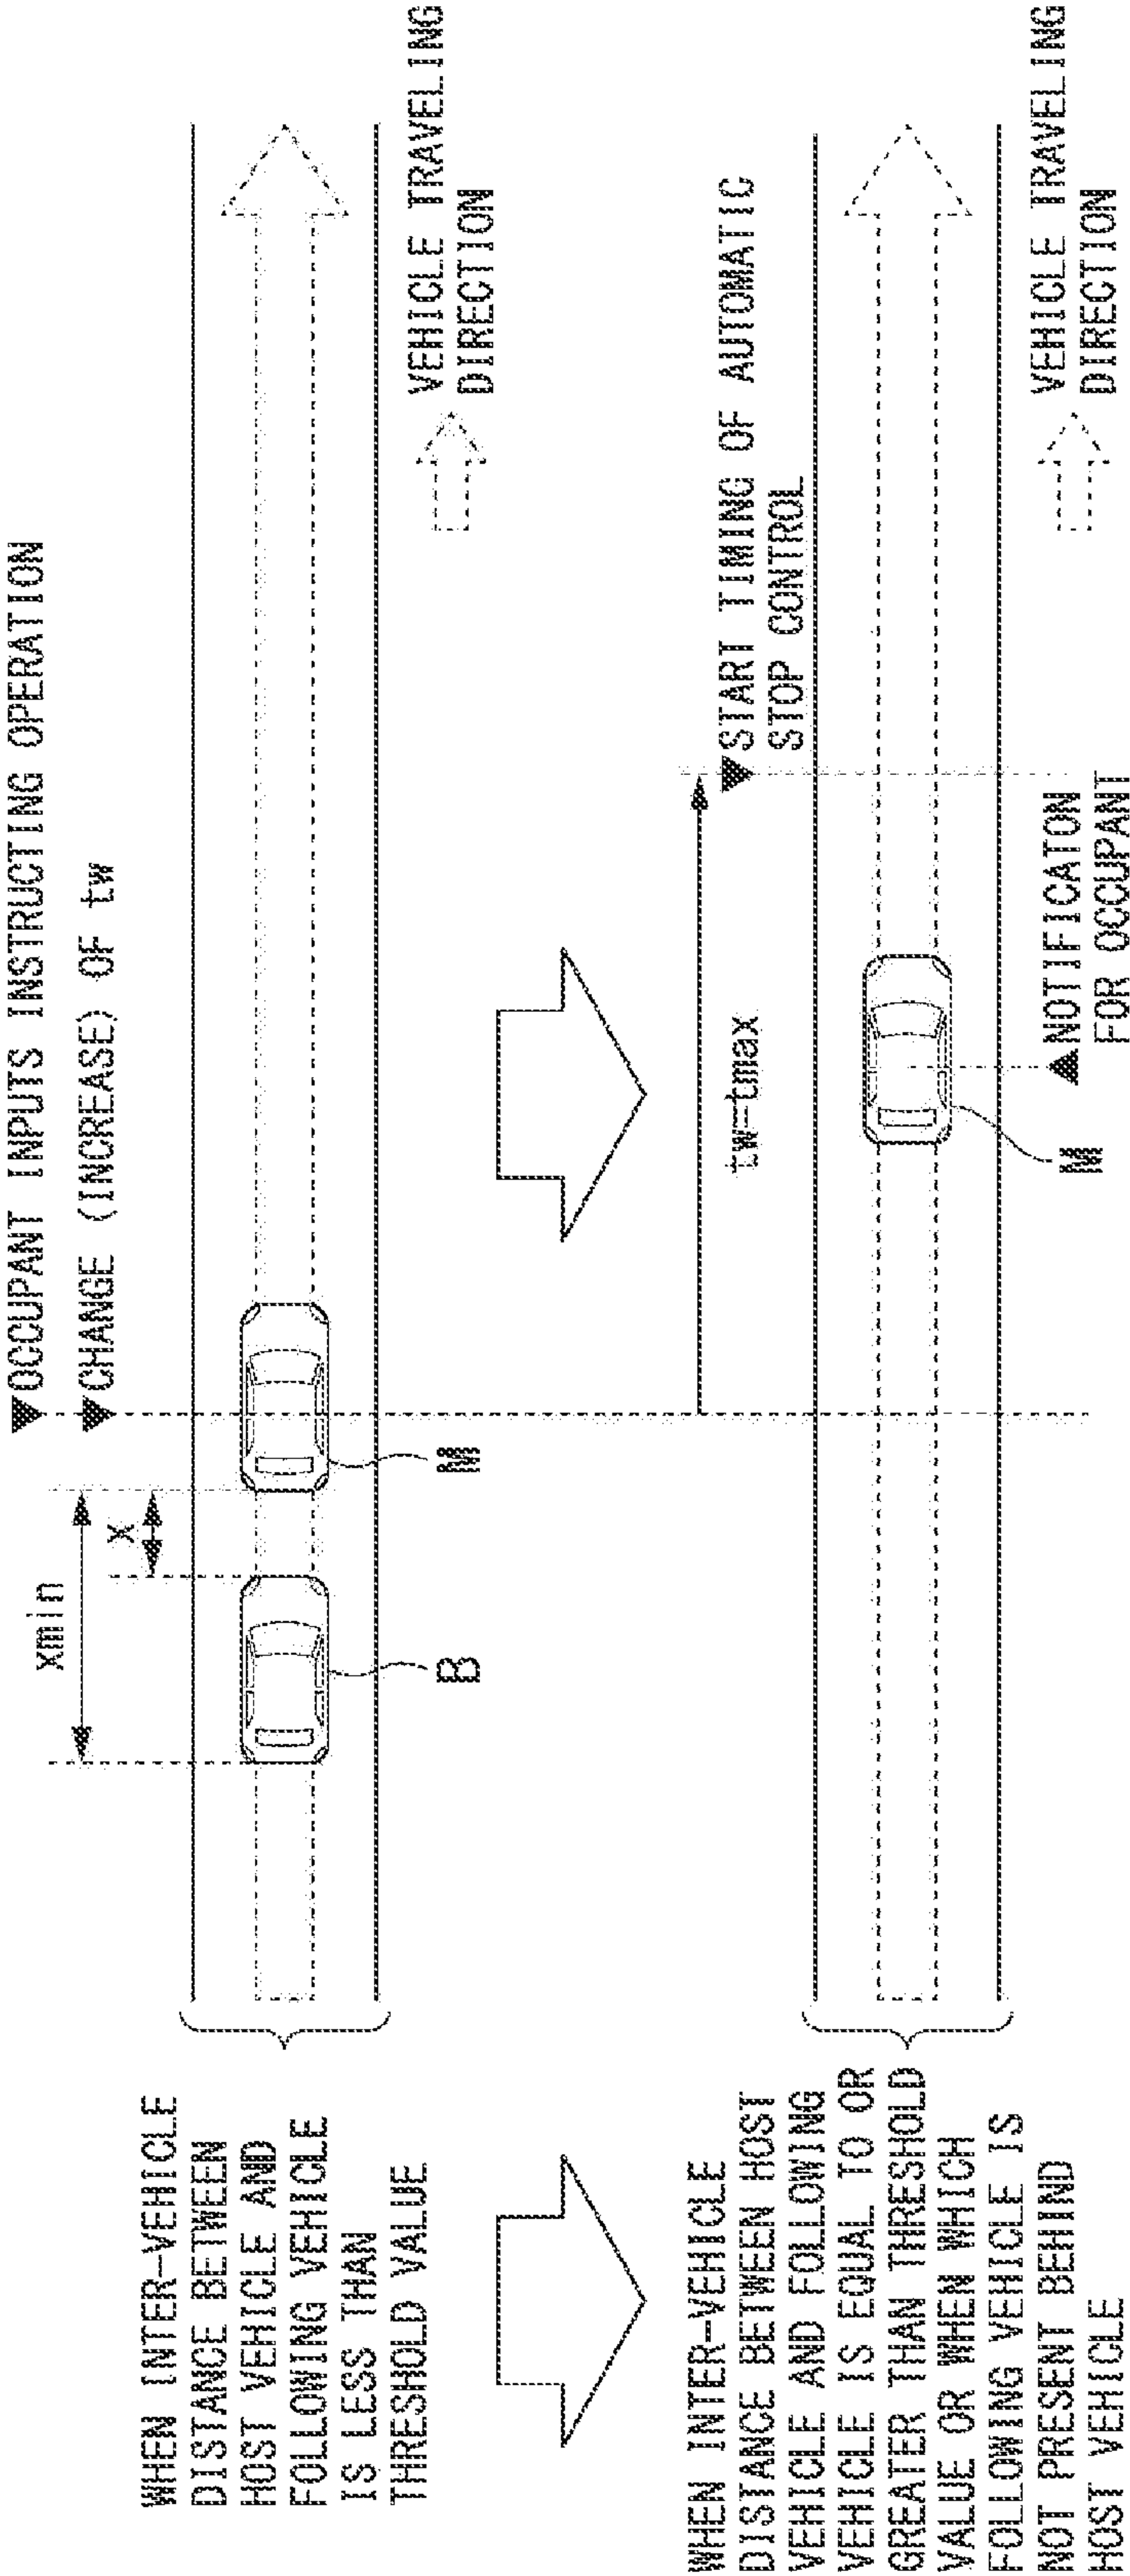 ▼OCCUPANT INPUTS INSTRUCTING OPERATION
▼CHANGE (INCREASE) OF tw
xmin
x
WHEN INTER-VEHICLE
DISTANCE BETWEEN
HOST VEHICLE AND
FOLLOWING VEHICLE
IS LESS THAN
THRESHOLD VALUE
B
M
VEHICLE TRAVELING
DIRECTION
WHEN INTER-VEHICLE
DISTANCE BETWEEN HOST
VEHICLE AND FOLLOWING
VEHICLE IS EQUAL TO OR
GREATER THAN THRESHOLD
VALUE OR WHEN WHICH
FOLLOWING VEHICLE IS
NOT PRESENT BEHIND
HOST VEHICLE
tw=tmax
▼START TIMING OF AUTOMATIC
STOP CONTROL
M
▲NOTIFICATON
FOR OCCUPANT
VEHICLE TRAVELING
DIRECTION